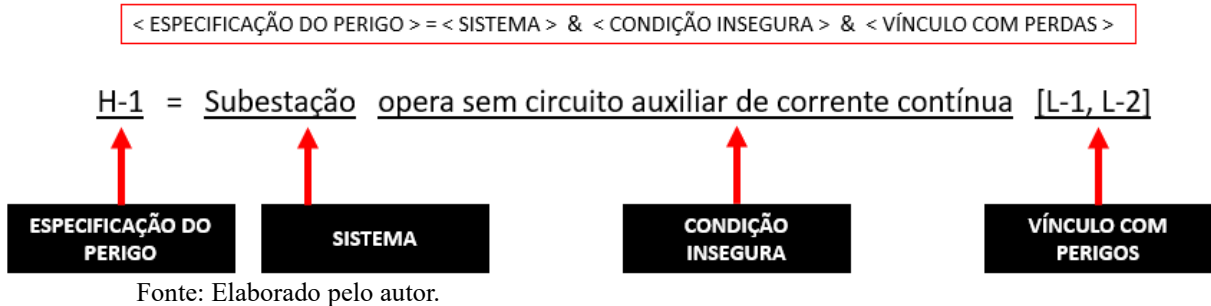 < ESPECIFICAÇÃO DO PERIGO > = < SISTEMA > & < CONDIÇÃO INSEGURA > & < VÍNCULO COM PERDAS >
H-1 = Subestação opera sem circuito auxiliar de corrente contínua [L-1, L-2]
ESPECIFICAÇÃO DO
PERIGO
SISTEMA
CONDIÇÃO
INSEGURA
VÍNCULO COM
PERIGOS
Fonte: Elaborado pelo autor.